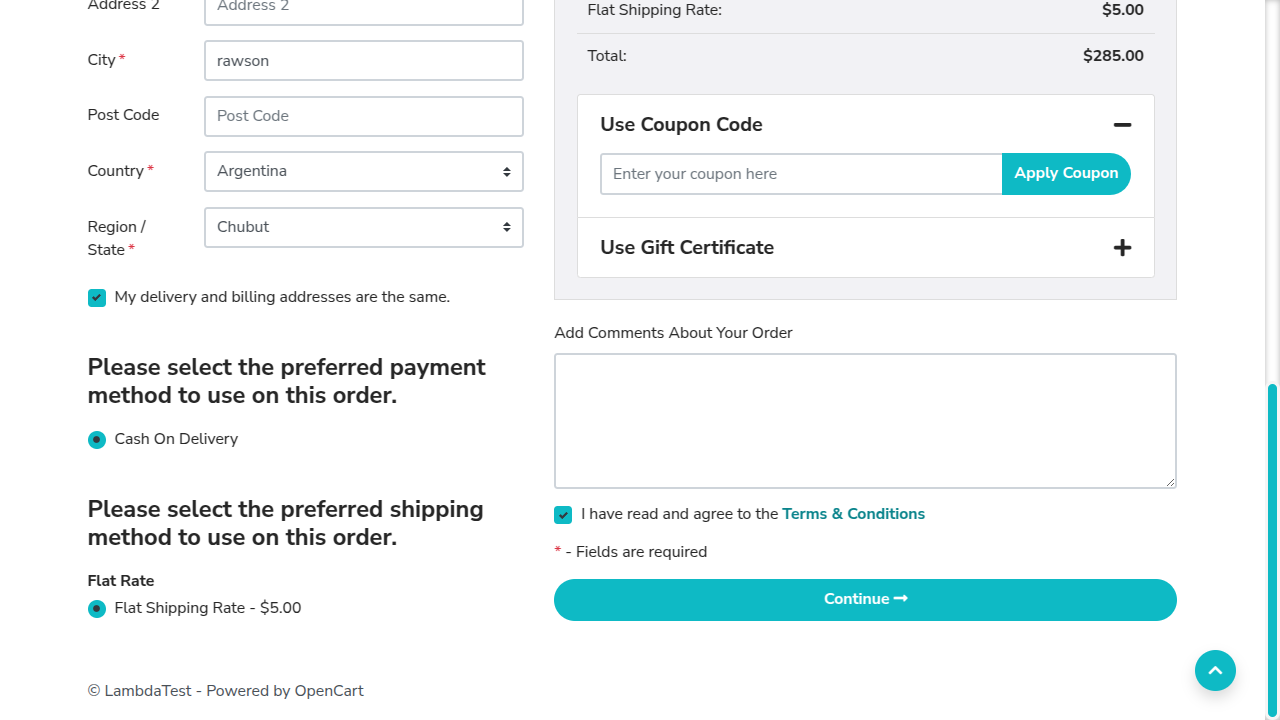 Address 2
Address 2
City *
rawson
Post Code
Post Code
Country *
Argentina
Region /
State *
Chubut
My delivery and billing addresses are the same.
Please select the preferred payment
method to use on this order.
Cash On Delivery
Please select the preferred shipping
method to use on this order.
Flat Rate
Flat Shipping Rate - $5.00
Flat Shipping Rate: $5.00
Total: $285.00
Use Coupon Code
Enter your coupon here
Apply Coupon
Use Gift Certificate
Add Comments About Your Order
I have read and agree to the Terms & Conditions
* - Fields are required
Continue
© LambdaTest - Powered by OpenCart